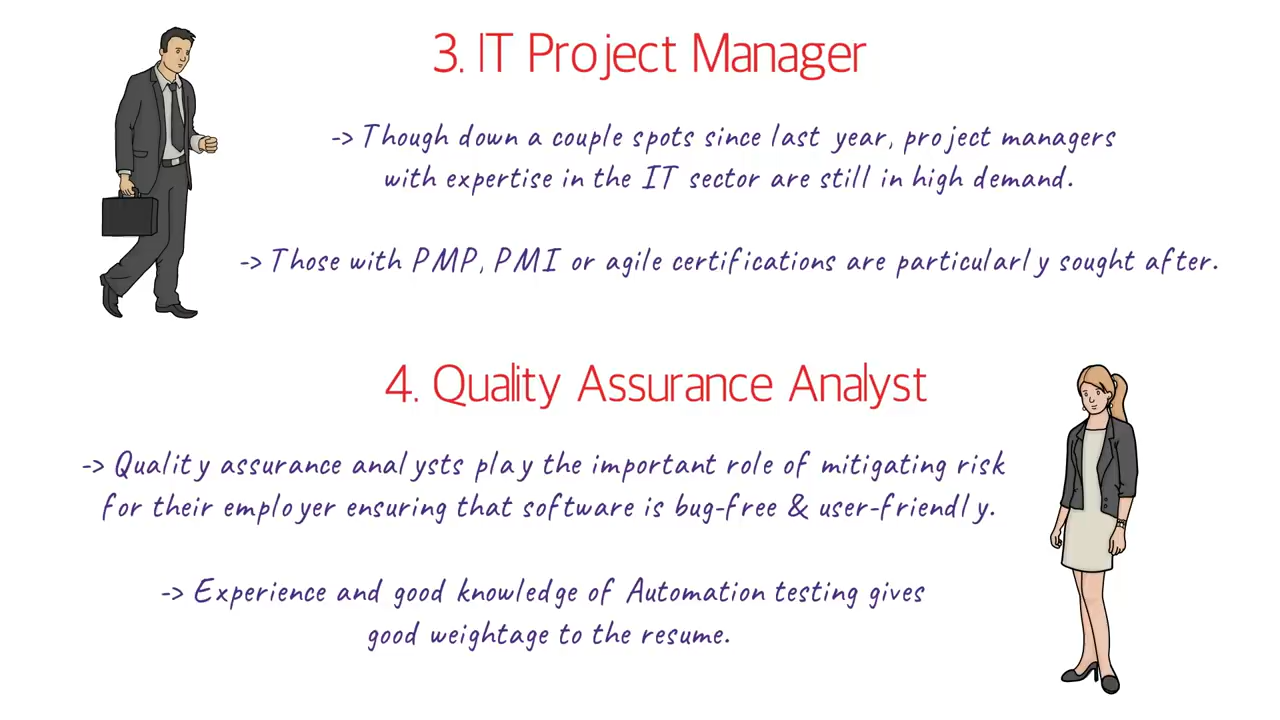 3. IT Project Manager
-> Though down a couple spots since last year, project managers
with expertise in the IT sector are still in high demand.
-> Those with PMP, PMI or agile certifications are particularly sought after.
4. Quality Assurance Analyst
-> Quality assurance analysts play the important role of mitigating risk
for their employer ensuring that software is bug-free & user-friendly.
-> Experience and good knowledge of Automation testing gives
good weightage to the resume.